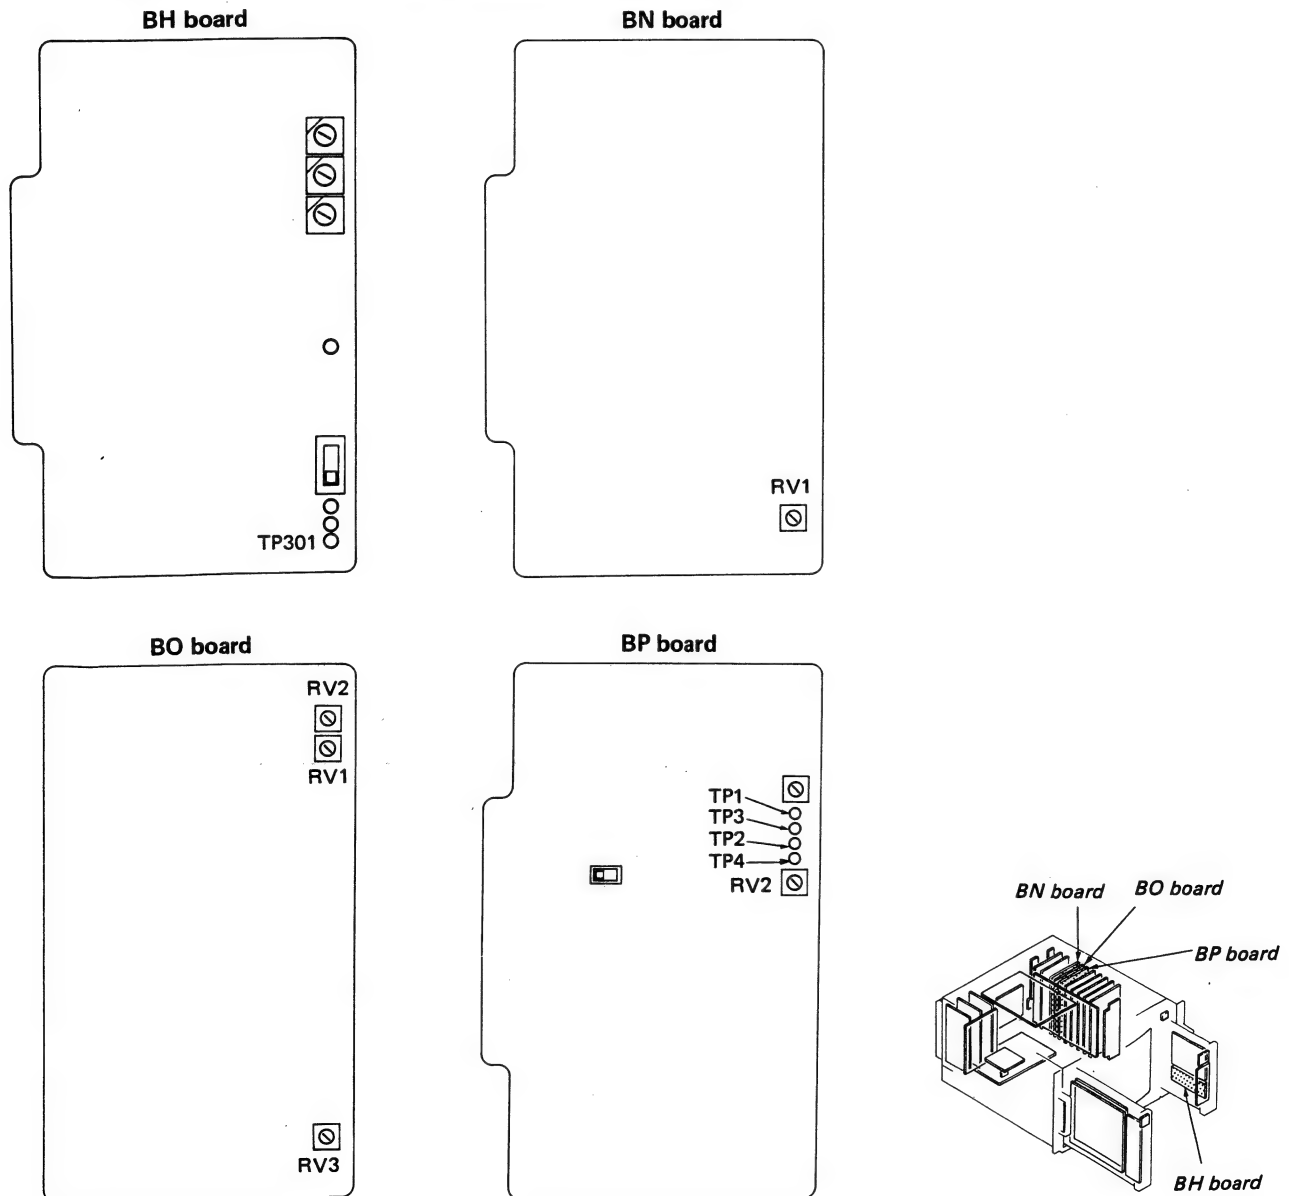 BH board
BN board
TP301
RV1
BO board
BP board
RV2
RV1
RV3
TP1
TP3
TP2
TP4
RV2
BN board
BO board
BP board
BH board